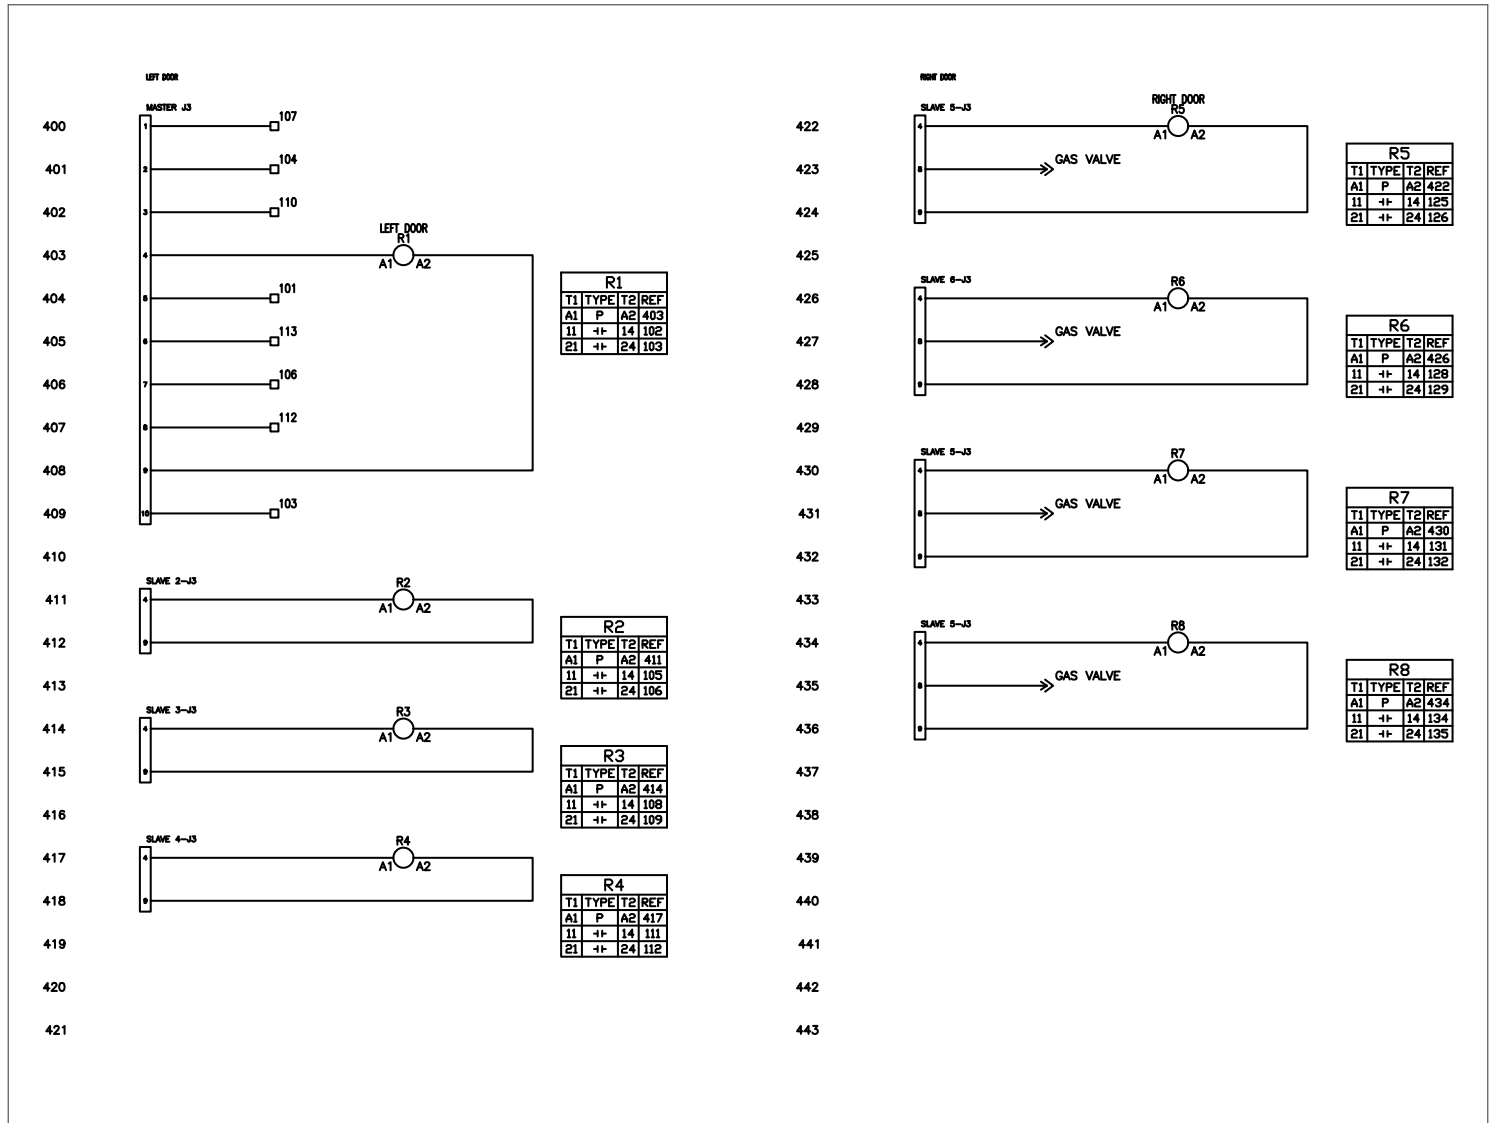 LEFT DOOR
MASTER J3
400
1
107
401
2
104
402
3
110
LEFT DOOR
R1
403
4
A1 A2
404
5
101
405
6
113
406
7
106
407
8
112
408
9
409
10
103
R1
T1 TYPE T2 REF
A1 P A2 403
11 14 102
21 24 103
410
SLAVE 2-J3
R2
411
4
A1 A2
412
9
R2
T1 TYPE T2 REF
A1 P A2 411
11 14 105
21 24 106
413
SLAVE 3-J3
R3
414
4
A1 A2
415
9
R3
T1 TYPE T2 REF
A1 P A2 414
11 14 108
21 24 109
416
SLAVE 4-J3
R4
417
4
A1 A2
418
9
R4
T1 TYPE T2 REF
A1 P A2 417
11 14 111
21 24 112
419
420
421
RIGHT DOOR
SLAVE 5-J3
RIGHT DOOR
R5
422
4
A1 A2
423
8
GAS VALVE
424
9
R5
T1 TYPE T2 REF
A1 P A2 422
11 14 125
21 24 126
425
SLAVE 6-J3
R6
426
4
A1 A2
427
8
GAS VALVE
428
9
R6
T1 TYPE T2 REF
A1 P A2 426
11 14 128
21 24 129
429
SLAVE 5-J3
R7
430
4
A1 A2
431
8
GAS VALVE
432
9
R7
T1 TYPE T2 REF
A1 P A2 430
11 14 131
21 24 132
433
SLAVE 5-J3
R8
434
4
A1 A2
435
8
GAS VALVE
436
9
R8
T1 TYPE T2 REF
A1 P A2 434
11 14 134
21 24 135
437
438
439
440
441
442
443